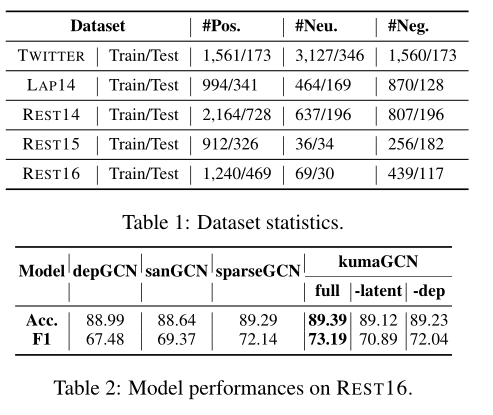 Dataset #Pos. #Neu. #Neg.
TWITTER Train/Test 1,561/173 3,127/346 1,560/173
LAP14 Train/Test 994/341 464/169 870/128
REST14 Train/Test 2,164/728 637/196 807/196
REST15 Train/Test 912/326 36/34 256/182
REST16 Train/Test 1,240/469 69/30 439/117
Table 1: Dataset statistics.
Model depGCN sanGCN sparseGCN kumaGCN
full -latent -dep
Acc. 88.99 88.64 89.29 89.39 89.12 89.23
F1 67.48 69.37 72.14 73.19 70.89 72.04
Table 2: Model performances on REST16.